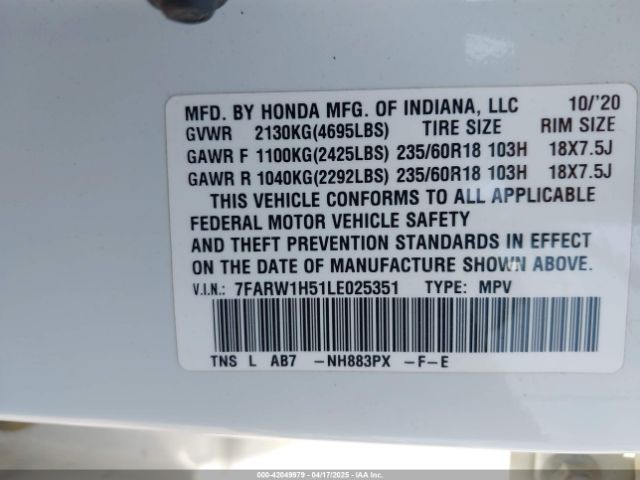 MFD. BY HONDA MFG. OF INDIANA, LLC 10/'20
GVWR 2130KG(4695LBS) TIRE SIZE RIM SIZE
GAWR F 1100KG(2425LBS) 235/60R18 103H 18X7.5J
GAWR R 1040KG(2292LBS) 235/60R18 103H 18X7.5J
THIS VEHICLE CONFORMS TO ALL APPLICABLE
FEDERAL MOTOR VEHICLE SAFETY
AND THEFT PREVENTION STANDARDS IN EFFECT
ON THE DATE OF MANUFACTURE SHOWN ABOVE.
V.I.N.: 7FARW1H51LE025351 TYPE: MPV
TNS L AB7 -NH883PX -F-E
000-42049979 - 04/17/2025 - IAAI.COM